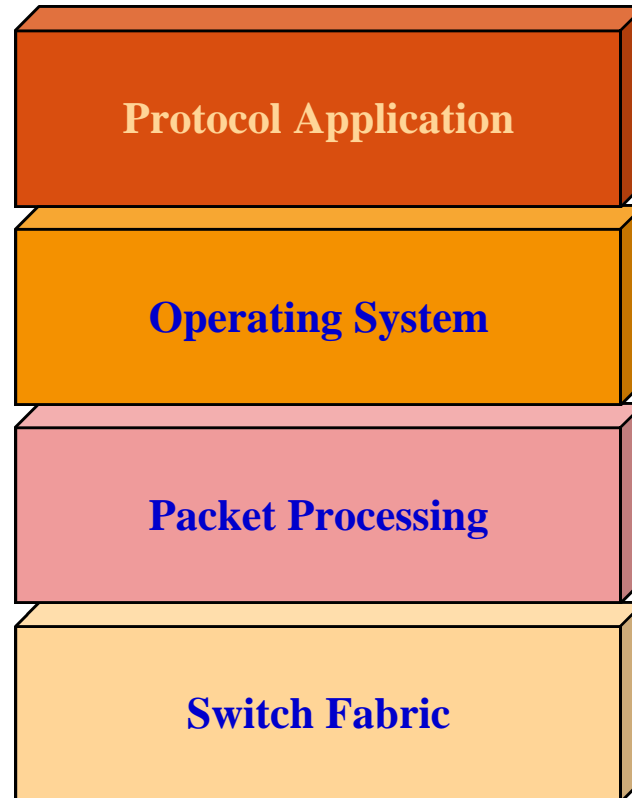 Protocol Application
Operating System
Packet Processing
Switch Fabric